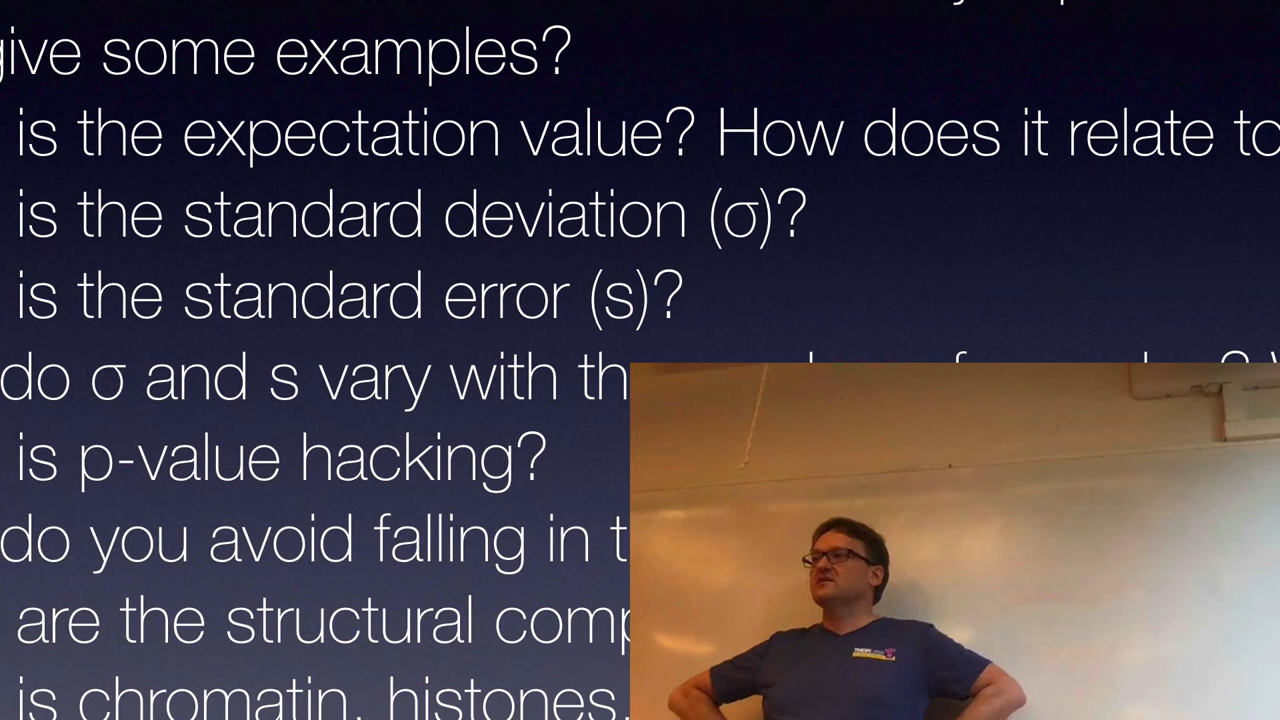 give some examples?
is the expectation value? How does it relate to
is the standard deviation (σ)?
is the standard error (s)?
do σ and s vary with th
is p-value hacking?
do you avoid falling in t
are the structural comp
is chromatin, histones,
THOR